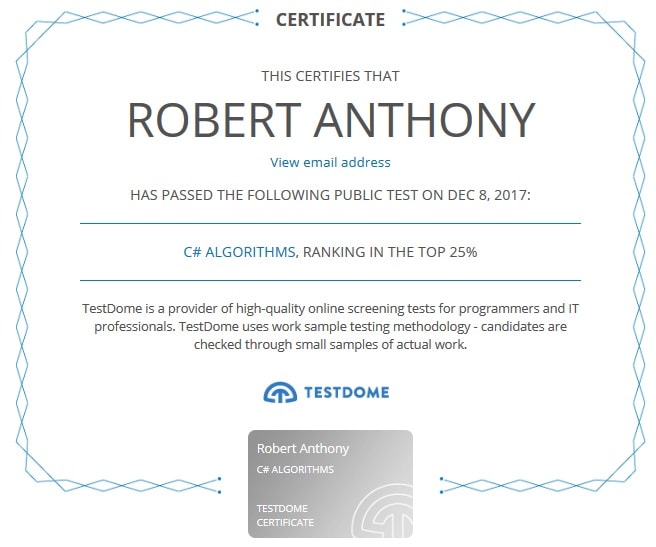 CERTIFICATE
THIS CERTIFIES THAT
ROBERT ANTHONY
View email address
HAS PASSED THE FOLLOWING PUBLIC TEST ON DEC 8, 2017:
C# ALGORITHMS, RANKING IN THE TOP 25%
TestDome is a provider of high-quality online screening tests for programmers and IT
professionals. TestDome uses work sample testing methodology - candidates are
checked through small samples of actual work.
TESTDOME
Robert Anthony
C# ALGORITHMS
TESTDOME
CERTIFICATE